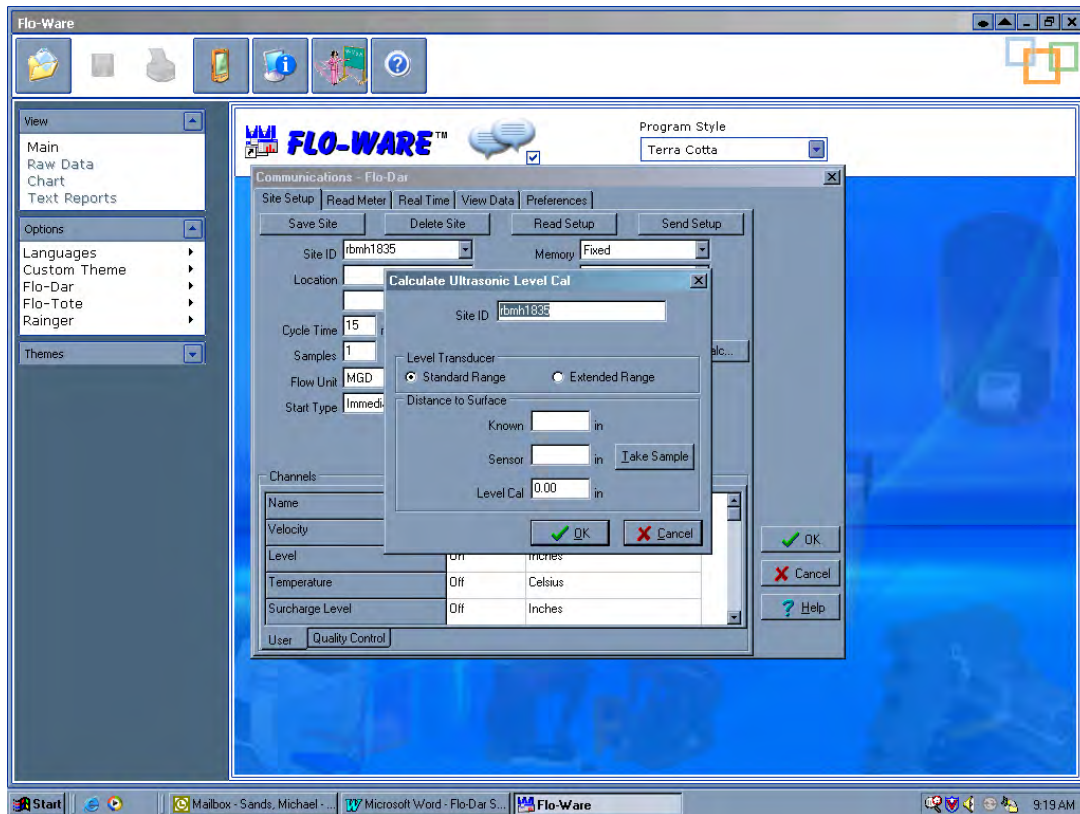 Flo-Ware
View
Main
Raw Data
Chart
Text Reports
Options
Languages
Custom Theme
Flo-Dar
Flo-Tote
Rainger
Themes
FLO-WARE™
Program Style
Terra Cotta
Communications - Flo-Dar
Site Setup Read Meter Real Time View Data Preferences
Save Site Delete Site Read Setup Send Setup
Site ID rbmh1835 Memory Fixed
Location
Cycle Time 15
Samples 1
Flow Unit MGD
Start Type Immedi
alc...
Calculate Ultrasonic Level Cal
Site ID rbmh1835
Level Transducer
Standard Range Extended Range
Distance to Surface
Known in
Sensor in Take Sample
Level Cal 0.00 in
OK Cancel
Channels
Name
Velocity
Level Off Inches
Temperature Off Celsius
Surcharge Level Off Inches
User Quality Control
OK
Cancel
Help
Start Mailbox - Sands, Michael - ... Microsoft Word - Flo-Dar S... Flo-Ware 9:19 AM